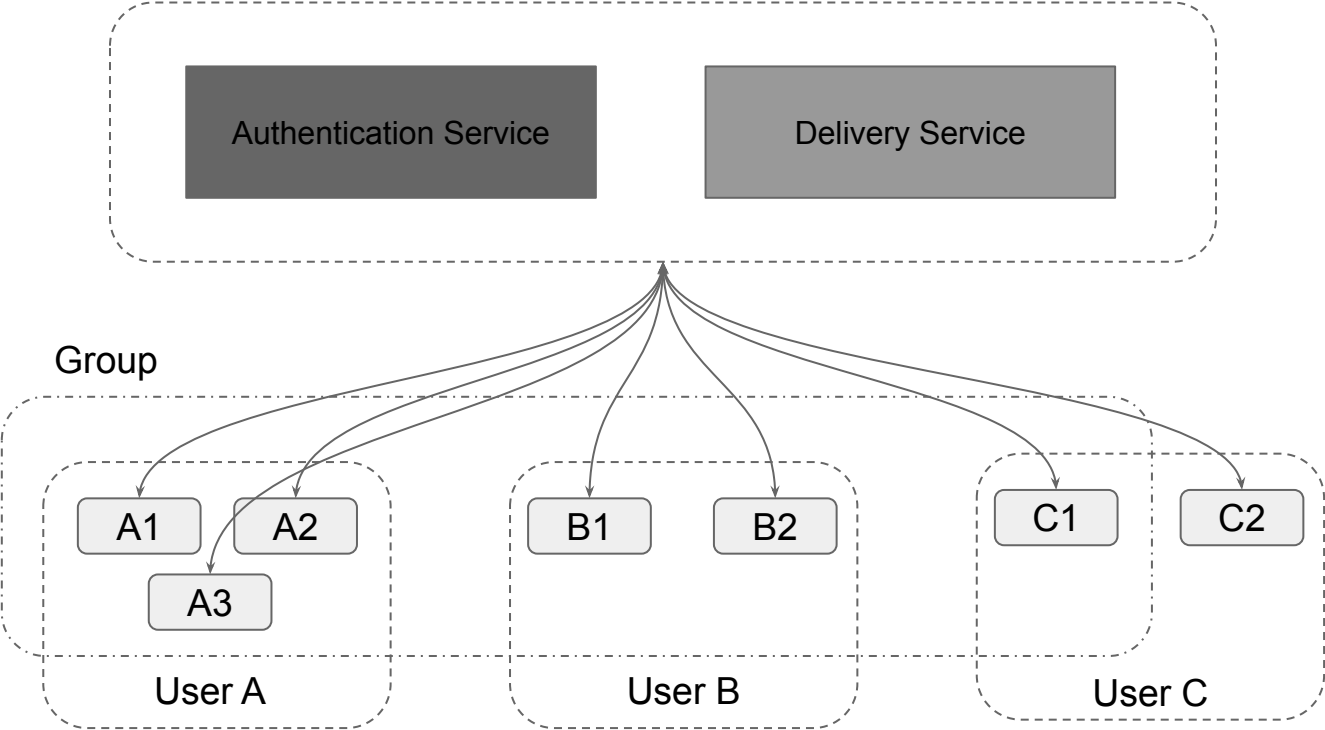 Authentication Service
Delivery Service
Group
A1
A2
B1
B2
C1
C2
A3
User A
User B
User C